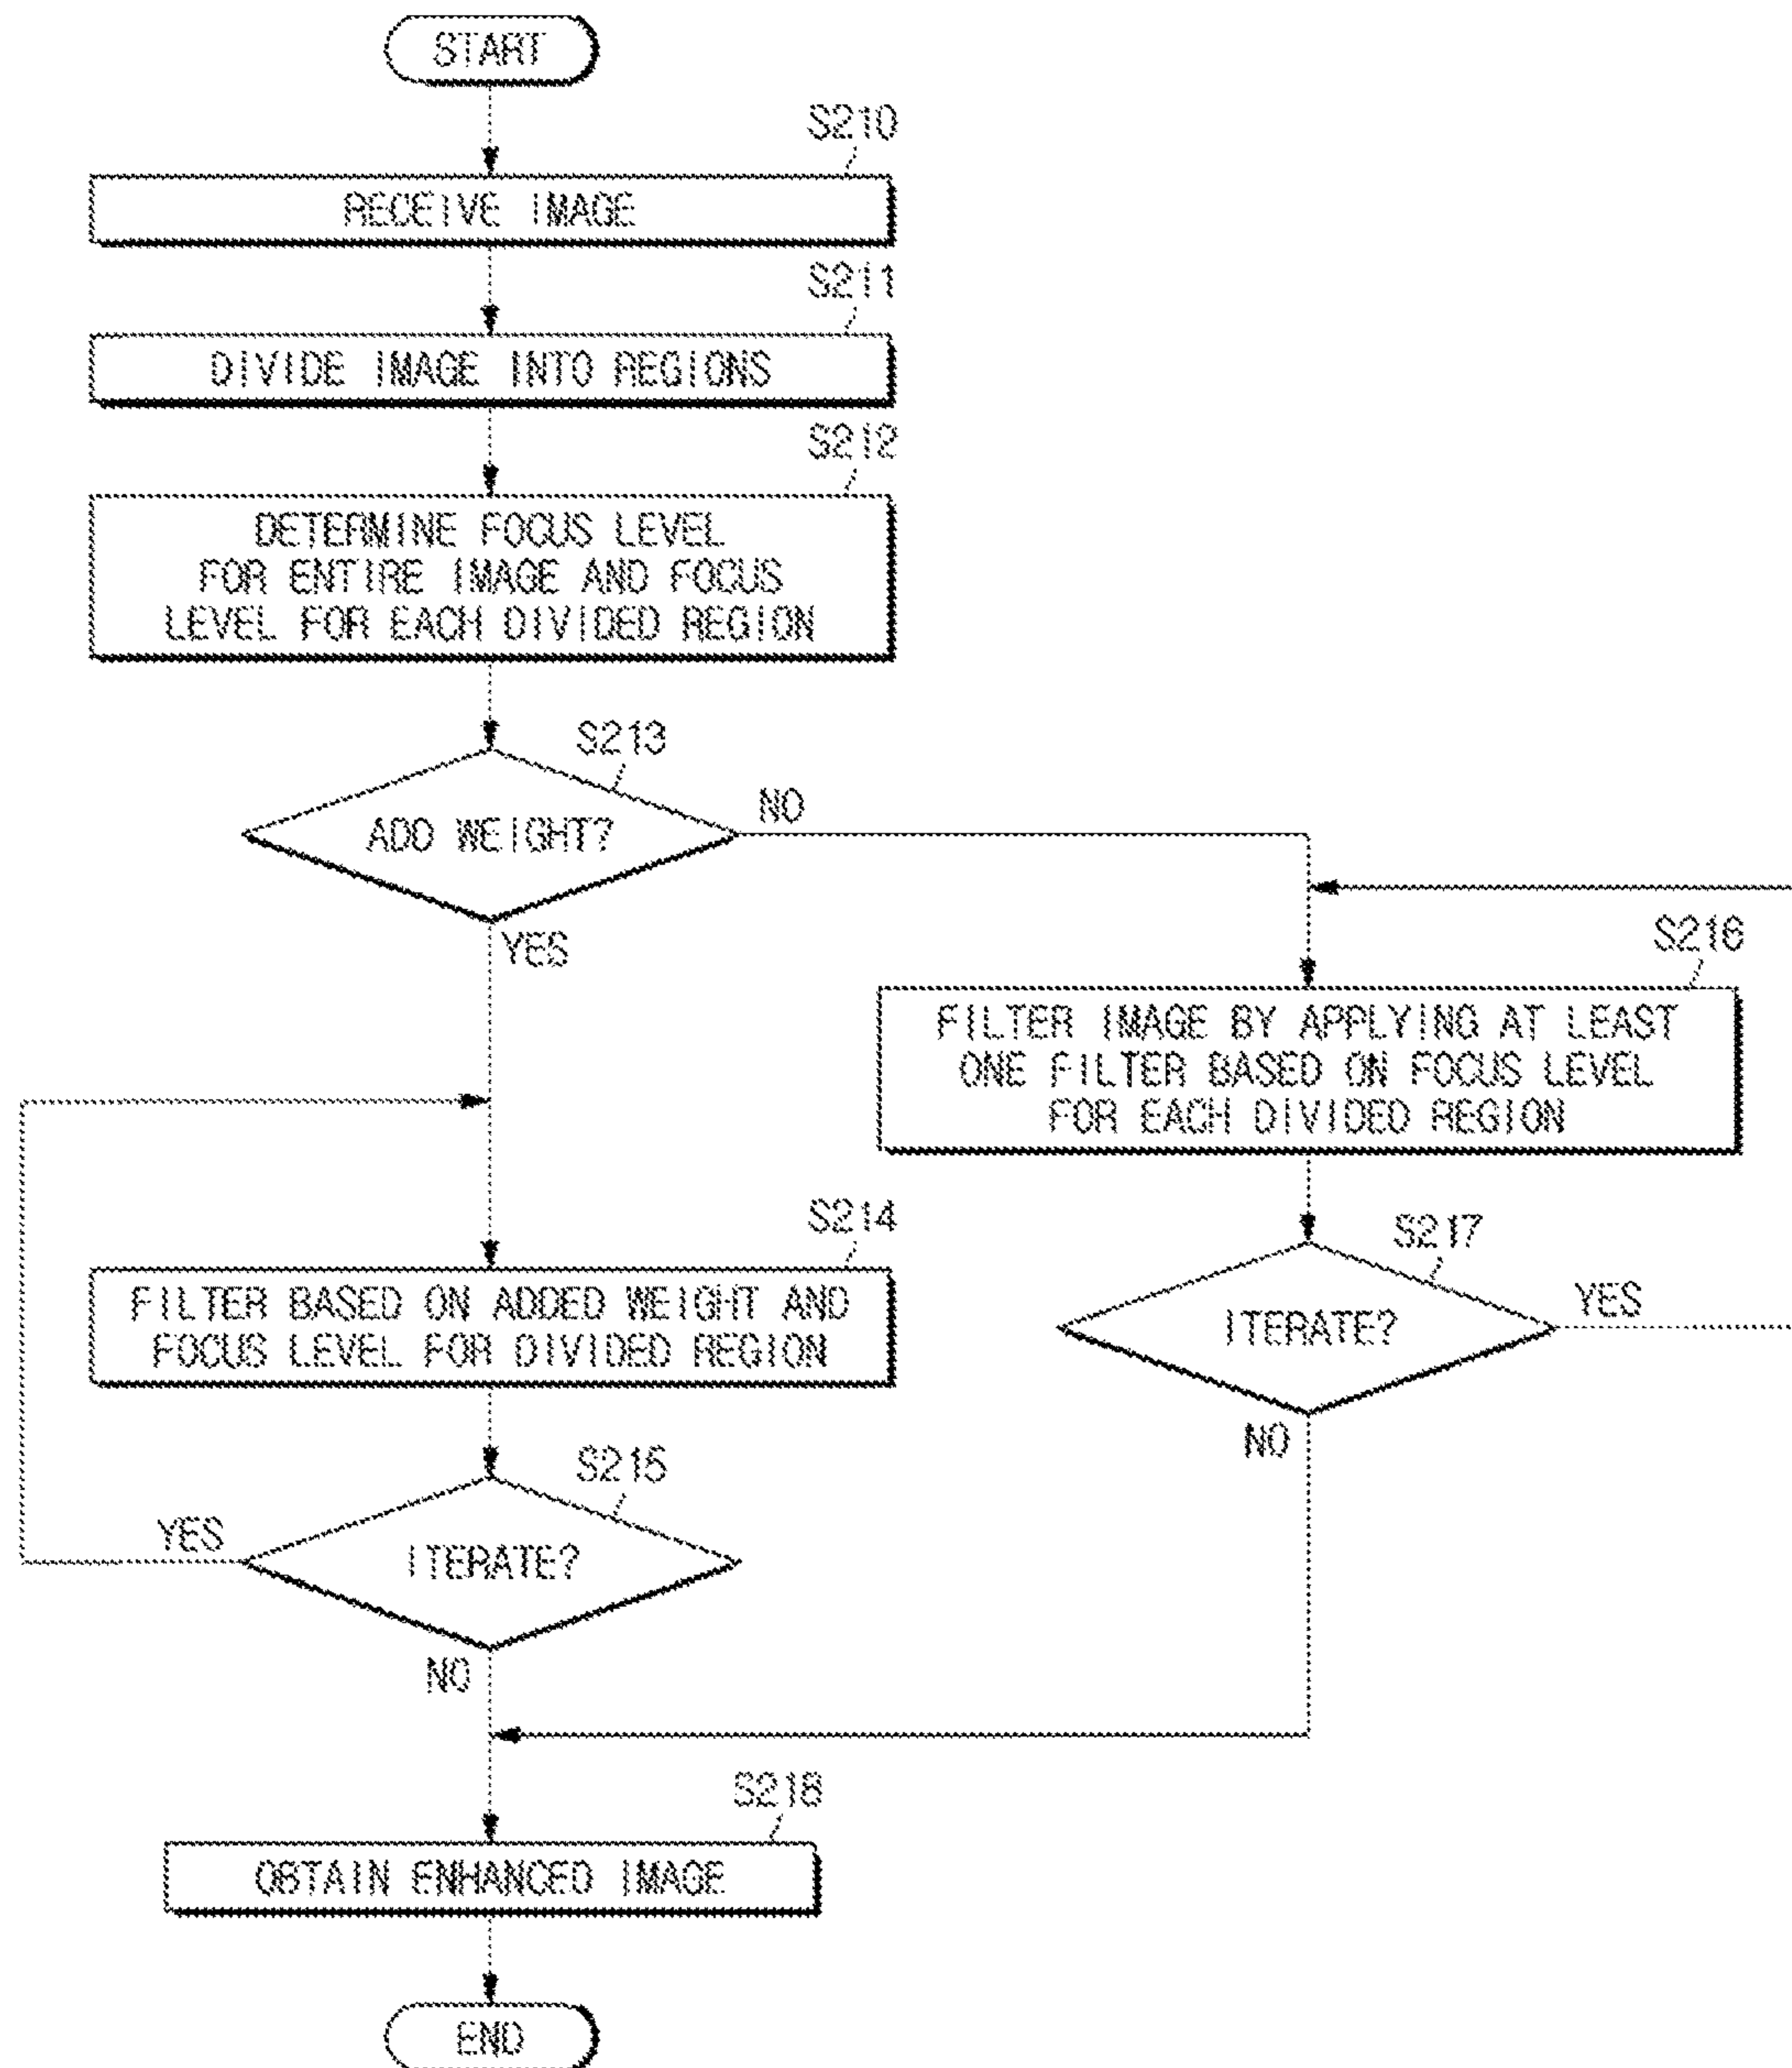 START
S210
RECEIVE IMAGE
S211
DIVIDE IMAGE INTO REGIONS
S212
DETERMINE FOCUS LEVEL
FOR ENTIRE IMAGE AND FOCUS
LEVEL FOR EACH DIVIDED REGION
S213
ADD WEIGHT?
NO
YES
S216
FILTER IMAGE BY APPLYING AT LEAST
ONE FILTER BASED ON FOCUS LEVEL
FOR EACH DIVIDED REGION
S214
FILTER BASED ON ADDED WEIGHT AND
FOCUS LEVEL FOR DIVIDED REGION
S217
ITERATE?
YES
NO
S215
ITERATE?
YES
NO
S218
OBTAIN ENHANCED IMAGE
END